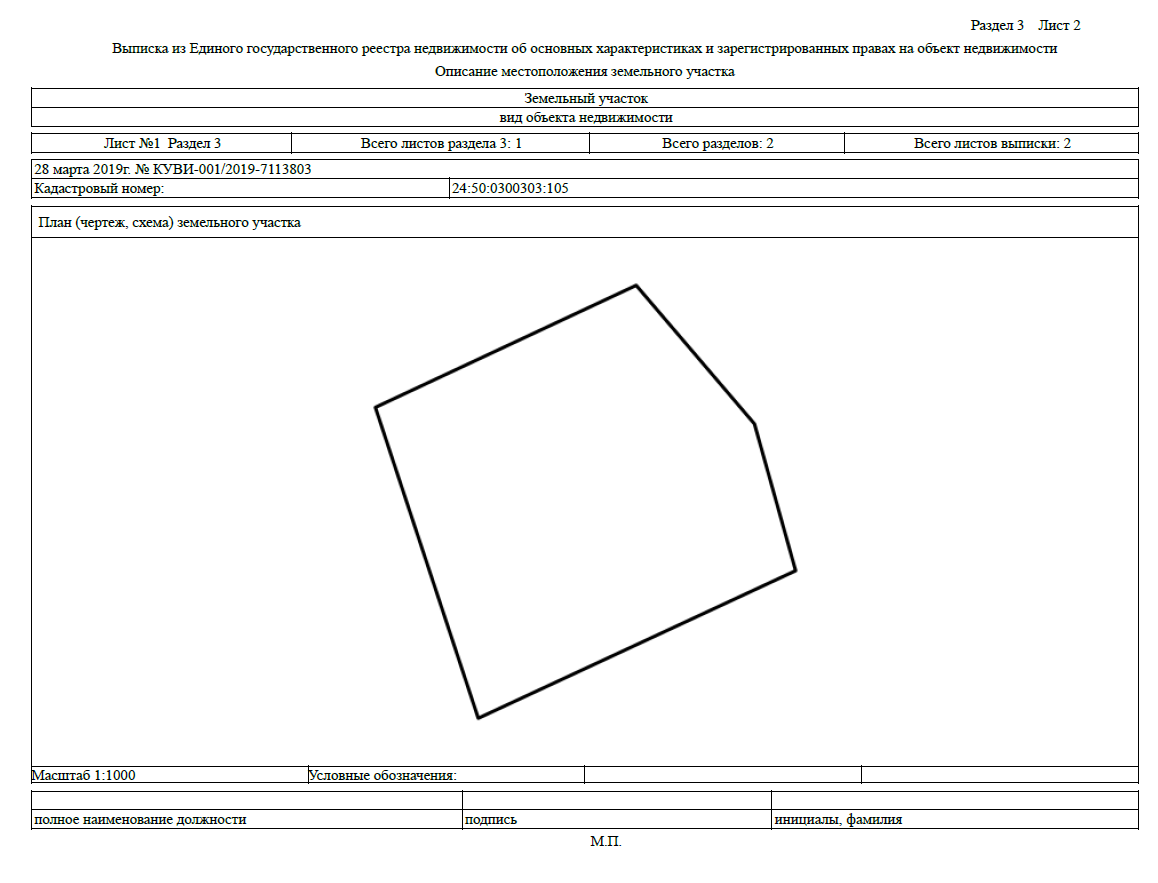 Раздел 3 Лист 2
Выписка из Единого государственного реестра недвижимости об основных характеристиках и зарегистрированных правах на объект недвижимости
Описание местоположения земельного участка
Земельный участок
вид объекта недвижимости
Лист №1 Раздел 3 Всего листов раздела 3: 1 Всего разделов: 2 Всего листов выписки: 2
28 марта 2019г. № КУВИ-001/2019-7113803
Кадастровый номер: 24:50:0300303:105
План (чертеж, схема) земельного участка
Масштаб 1:1000 Условные обозначения:
полное наименование должности подпись инициалы, фамилия
М.П.